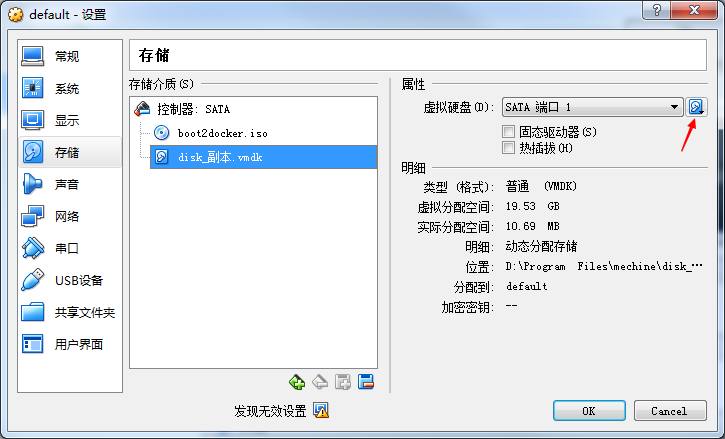 default - 设置
常规
系统
显示
存储
声音
网络
串口
USB设备
共享文件夹
用户界面
存储
存储介质(S)
控制器: SATA
boot2docker.iso
disk_副本.vmdk
属性
虚拟硬盘(D): SATA 端口 1
固态驱动器(S)
热插拔(H)
明细
类型 (格式): 普通 (VMDK)
虚拟分配空间: 19.53 GB
实际分配空间: 10.69 MB
明细: 动态分配存储
位置: D:\Program Files\mechine\disk_…
分配到: default
加密密钥: --
发现无效设置
OK
Cancel